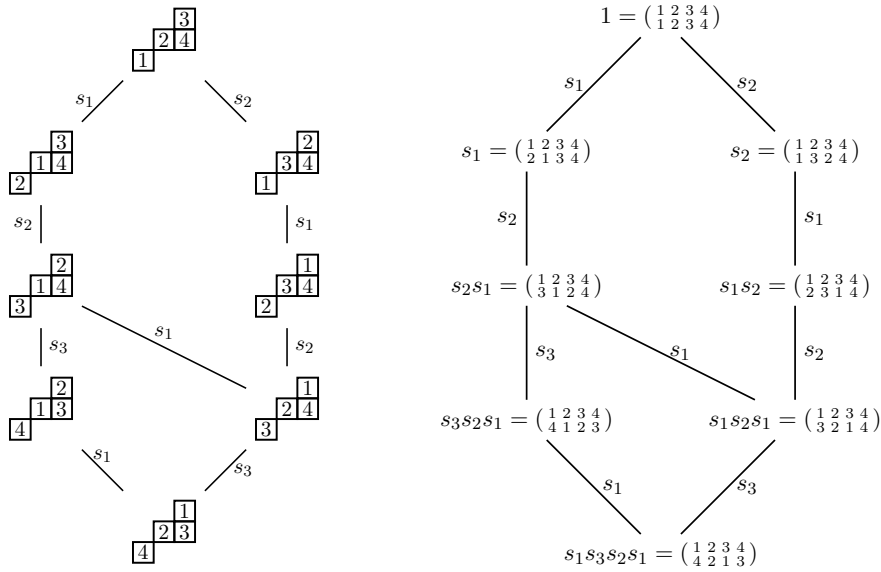 3
2 4
1
s₁ s₂
3 2
1 4 3 4
2 1
s₂ s₁
2 1
1 4 3 4
3 2
s₁
s₃ s₂
2 1
1 3 2 4
4 3
s₁ s₃
1
2 3
4
1 = (1 2 3 4
1 2 3 4)
s₁ s₂
s₁ = (1 2 3 4
2 1 3 4)
s₂ = (1 2 3 4
1 3 2 4)
s₂ s₁
s₂s₁ = (1 2 3 4
3 1 2 4)
s₁s₂ = (1 2 3 4
2 3 1 4)
s₃ s₁ s₂
s₃s₂s₁ = (1 2 3 4
4 1 2 3)
s₁s₂s₁ = (1 2 3 4
3 2 1 4)
s₁ s₃
s₁s₃s₂s₁ = (1 2 3 4
4 2 1 3)